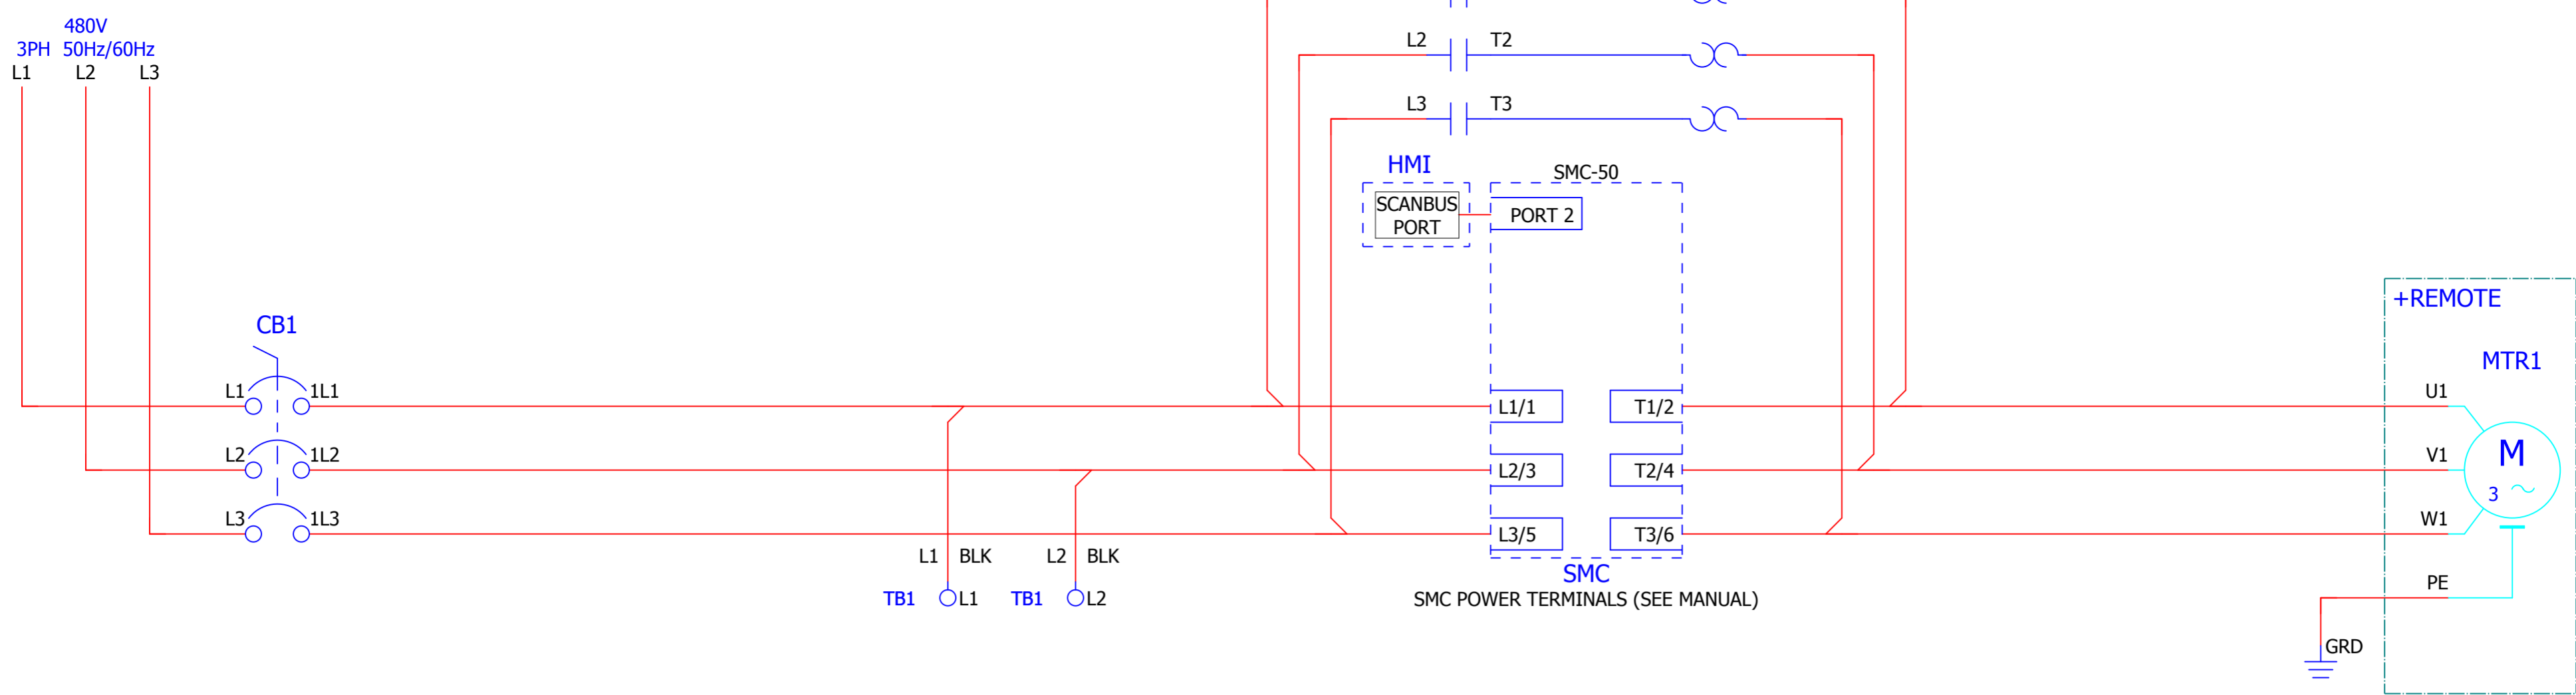 480V
3PH 50Hz/60Hz
L1 L2 L3
L2 T2
L3 T3
HMI
SMC-50
SCANBUS
PORT
PORT 2
+REMOTE
CB1
MTR1
L1 1L1
L1/1 T1/2
U1
L2 1L2
L2/3 T2/4
V1
M
3
L3 1L3
L3/5 T3/6
W1
L1 BLK L2 BLK
SMC
PE
TB1 L1 TB1 L2
SMC POWER TERMINALS (SEE MANUAL)
GRD